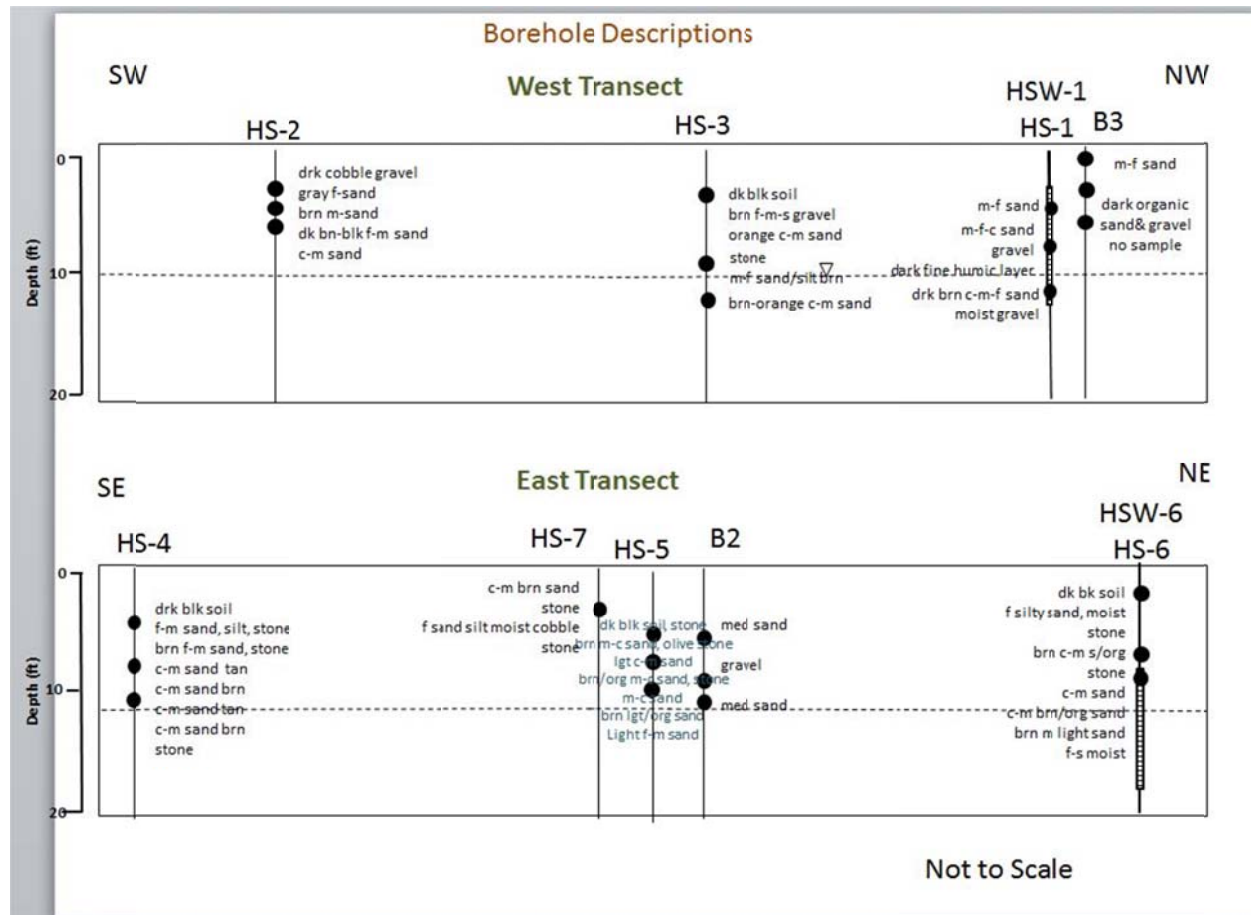 Borehole Descriptions
SW
West Transect
NW
HS-2
HS-3
HSW-1
HS-1
B3
0
10
20
Depth (ft)
drk cobble gravel
gray f-sand
brn m-sand
dk bn-blk f-m sand
c-m sand
dk blk soil
brn f-m-s gravel
orange c-m sand
stone
m-f sand/silt brn
brn-orange c-m sand
m-f sand
m-f-c sand
gravel
dark fine humic layer
drk brn c-m-f sand
moist gravel
m-f sand
dark organic
sand& gravel
no sample
SE
East Transect
NE
HS-4
HS-7
HS-5
B2
HSW-6
HS-6
0
10
20
Depth (ft)
drk blk soil
f-m sand, silt, stone
brn f-m sand, stone
c-m sand tan
c-m sand brn
c-m sand tan
c-m sand brn
stone
c-m brn sand
stone
f sand silt moist cobble
stone
dk blk soil, stone
brn m-c sand, olive stone
lgt c-m sand
brn/org m-c sand, stone
m-c sand
brn lgt/org sand
Light f-m sand
med sand
gravel
med sand
dk bk soil
f silty sand, moist
stone
brn c-m s/org
stone
c-m sand
c-m brn/org sand
brn m light sand
f-s moist
Not to Scale